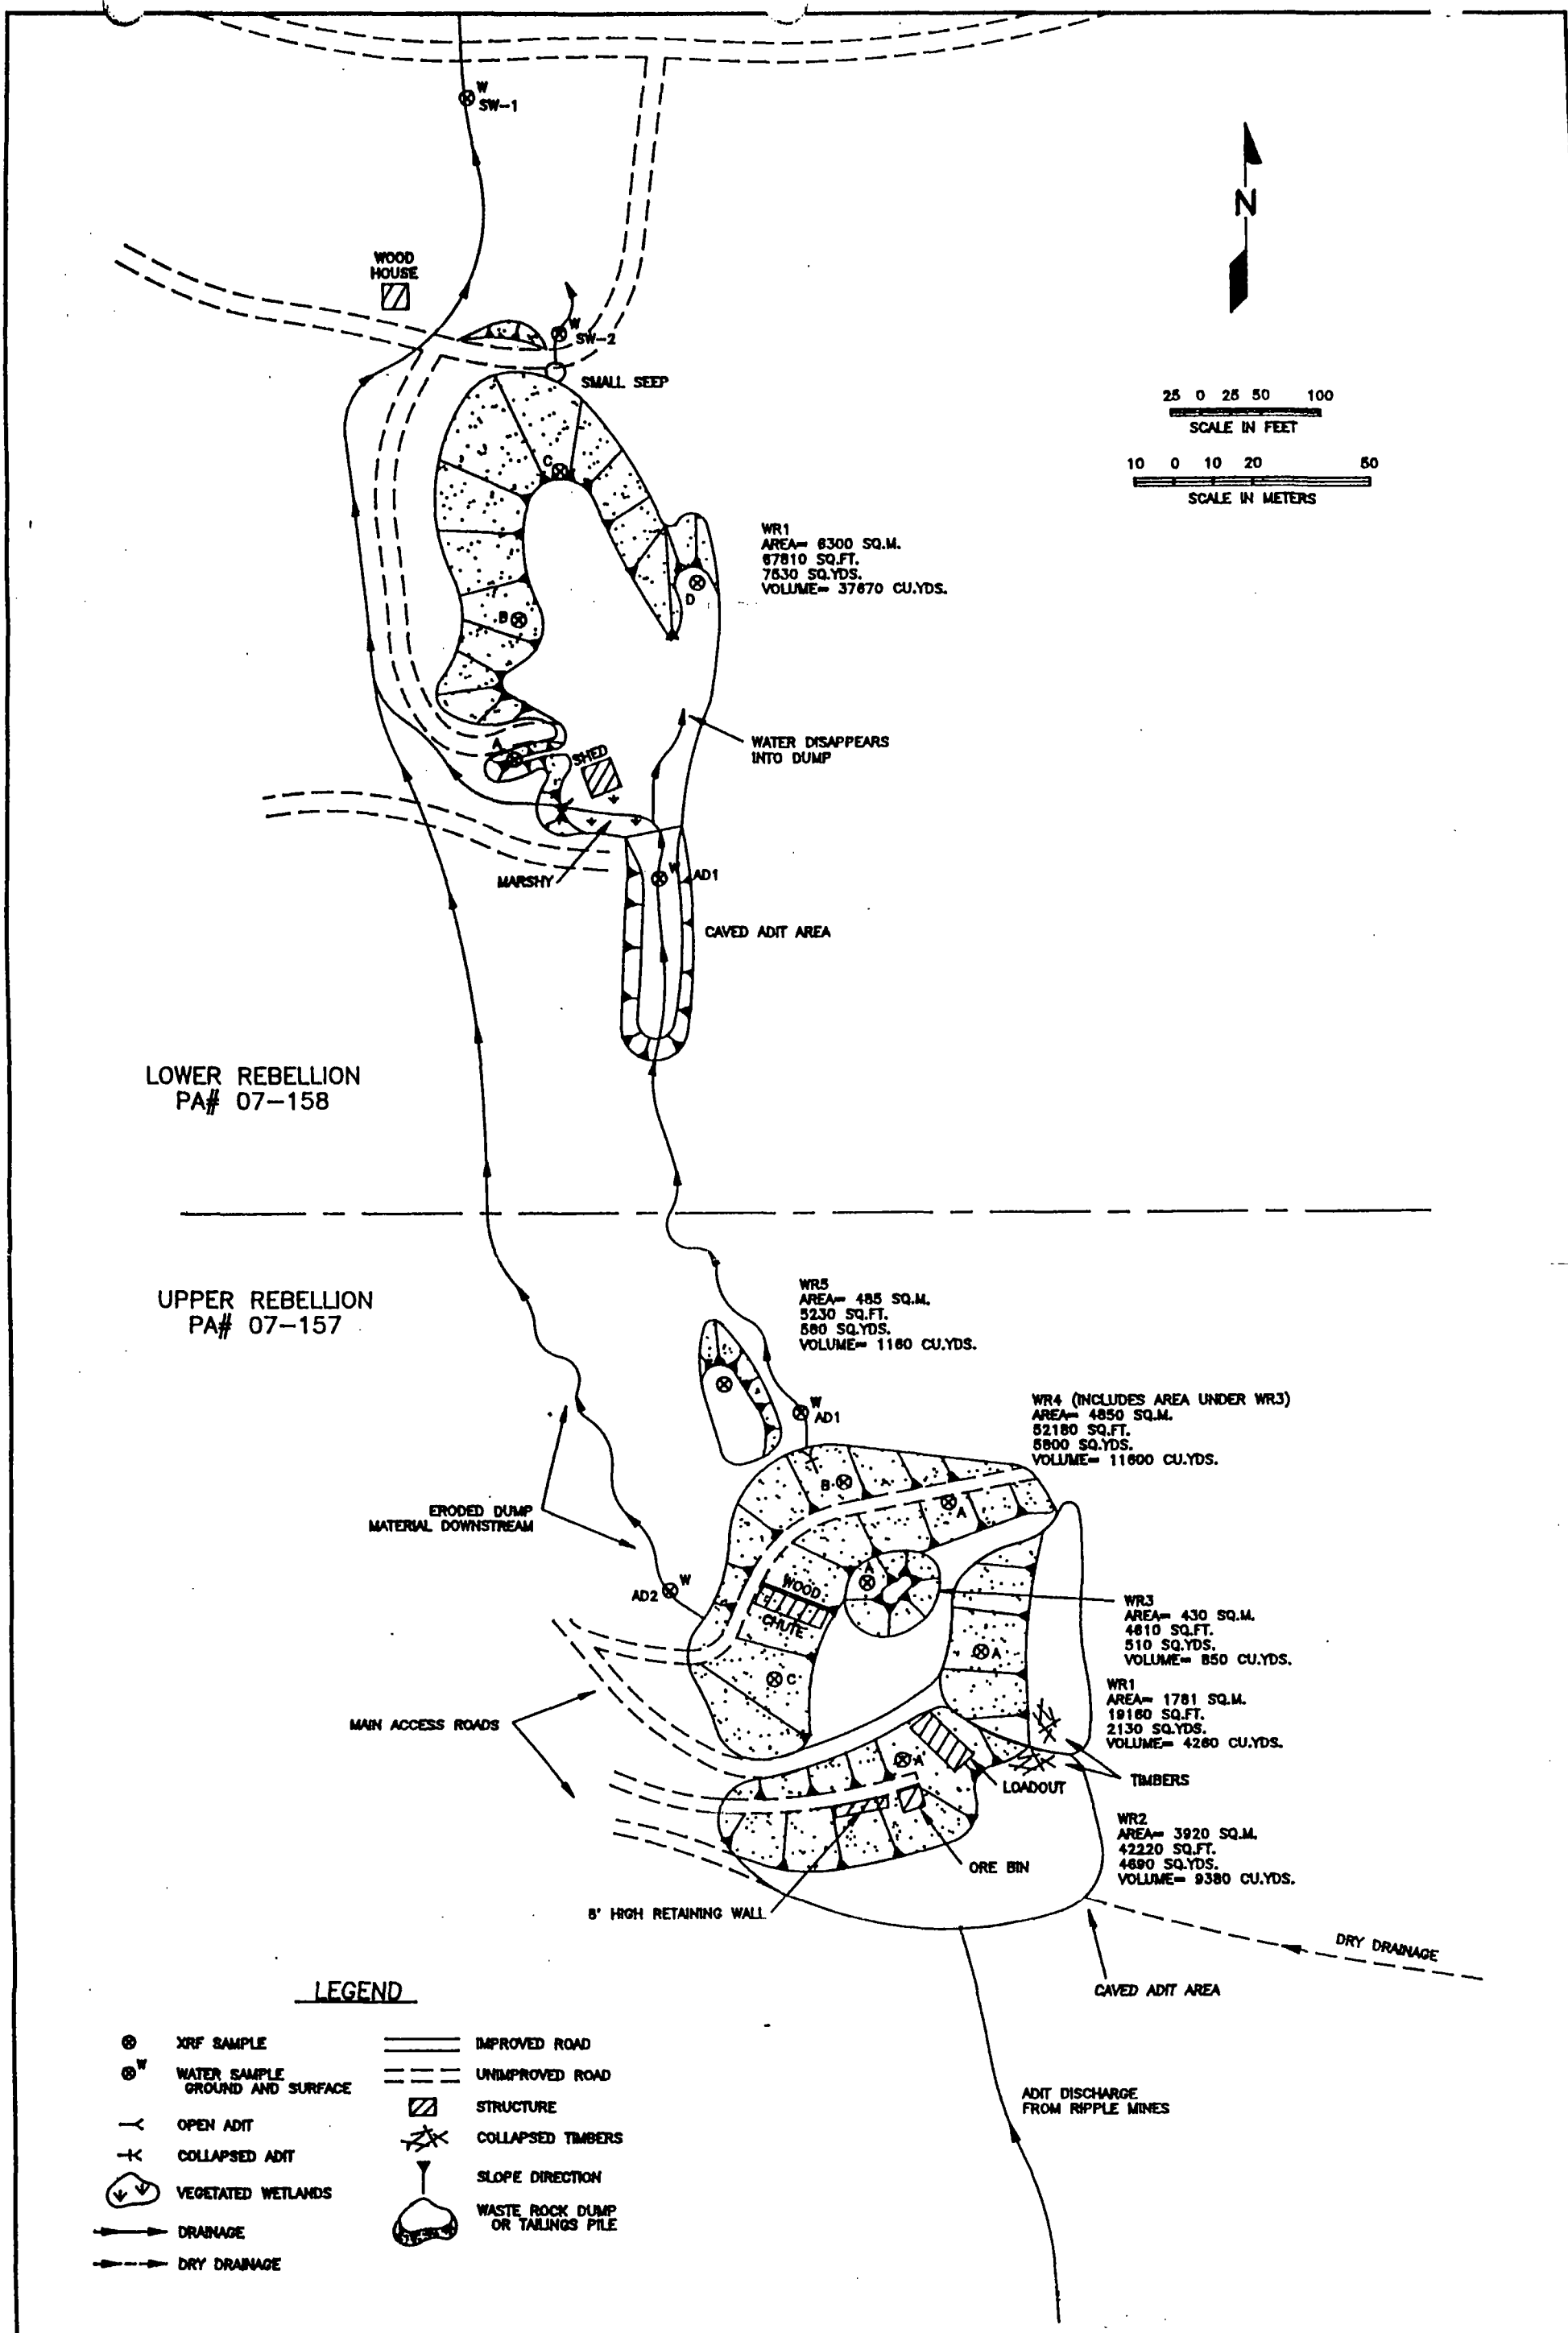 W
SW-1
N
WOOD
HOUSE
W
SW-2
SMALL SEEP
25 0 25 50 100
SCALE IN FEET
10 0 10 20 50
SCALE IN METERS
C
WR1
AREA= 6300 SQ.M.
67810 SQ.FT.
7530 SQ.YDS.
VOLUME= 37670 CU.YDS.
D
B
A
SHED
WATER DISAPPEARS
INTO DUMP
MARSHY
W
AD1
CAVED ADIT AREA
LOWER REBELLION
PA# 07-158
UPPER REBELLION
PA# 07-157
WR5
AREA= 485 SQ.M.
5230 SQ.FT.
580 SQ.YDS.
VOLUME= 1160 CU.YDS.
W
AD1
WR4 (INCLUDES AREA UNDER WR3)
AREA= 4850 SQ.M.
52180 SQ.FT.
5800 SQ.YDS.
VOLUME= 11600 CU.YDS.
B
A
ERODED DUMP
MATERIAL DOWNSTREAM
W
AD2
A
WOOD
CHUTE
WR3
AREA= 430 SQ.M.
4610 SQ.FT.
510 SQ.YDS.
VOLUME= 850 CU.YDS.
A
C
WR1
AREA= 1781 SQ.M.
19160 SQ.FT.
2130 SQ.YDS.
VOLUME= 4260 CU.YDS.
MAIN ACCESS ROADS
A
LOADOUT
TIMBERS
WR2
AREA= 3920 SQ.M.
42220 SQ.FT.
4690 SQ.YDS.
VOLUME= 9380 CU.YDS.
ORE BIN
HIGH RETAINING WALL
DRY DRAINAGE
CAVED ADIT AREA
ADIT DISCHARGE
FROM RIPPLE MINES
LEGEND
XRF SAMPLE
W
WATER SAMPLE
GROUND AND SURFACE
OPEN ADIT
COLLAPSED ADIT
VEGETATED WETLANDS
DRAINAGE
DRY DRAINAGE
IMPROVED ROAD
UNIMPROVED ROAD
STRUCTURE
COLLAPSED TIMBERS
SLOPE DIRECTION
WASTE ROCK DUMP
OR TAILINGS PILE